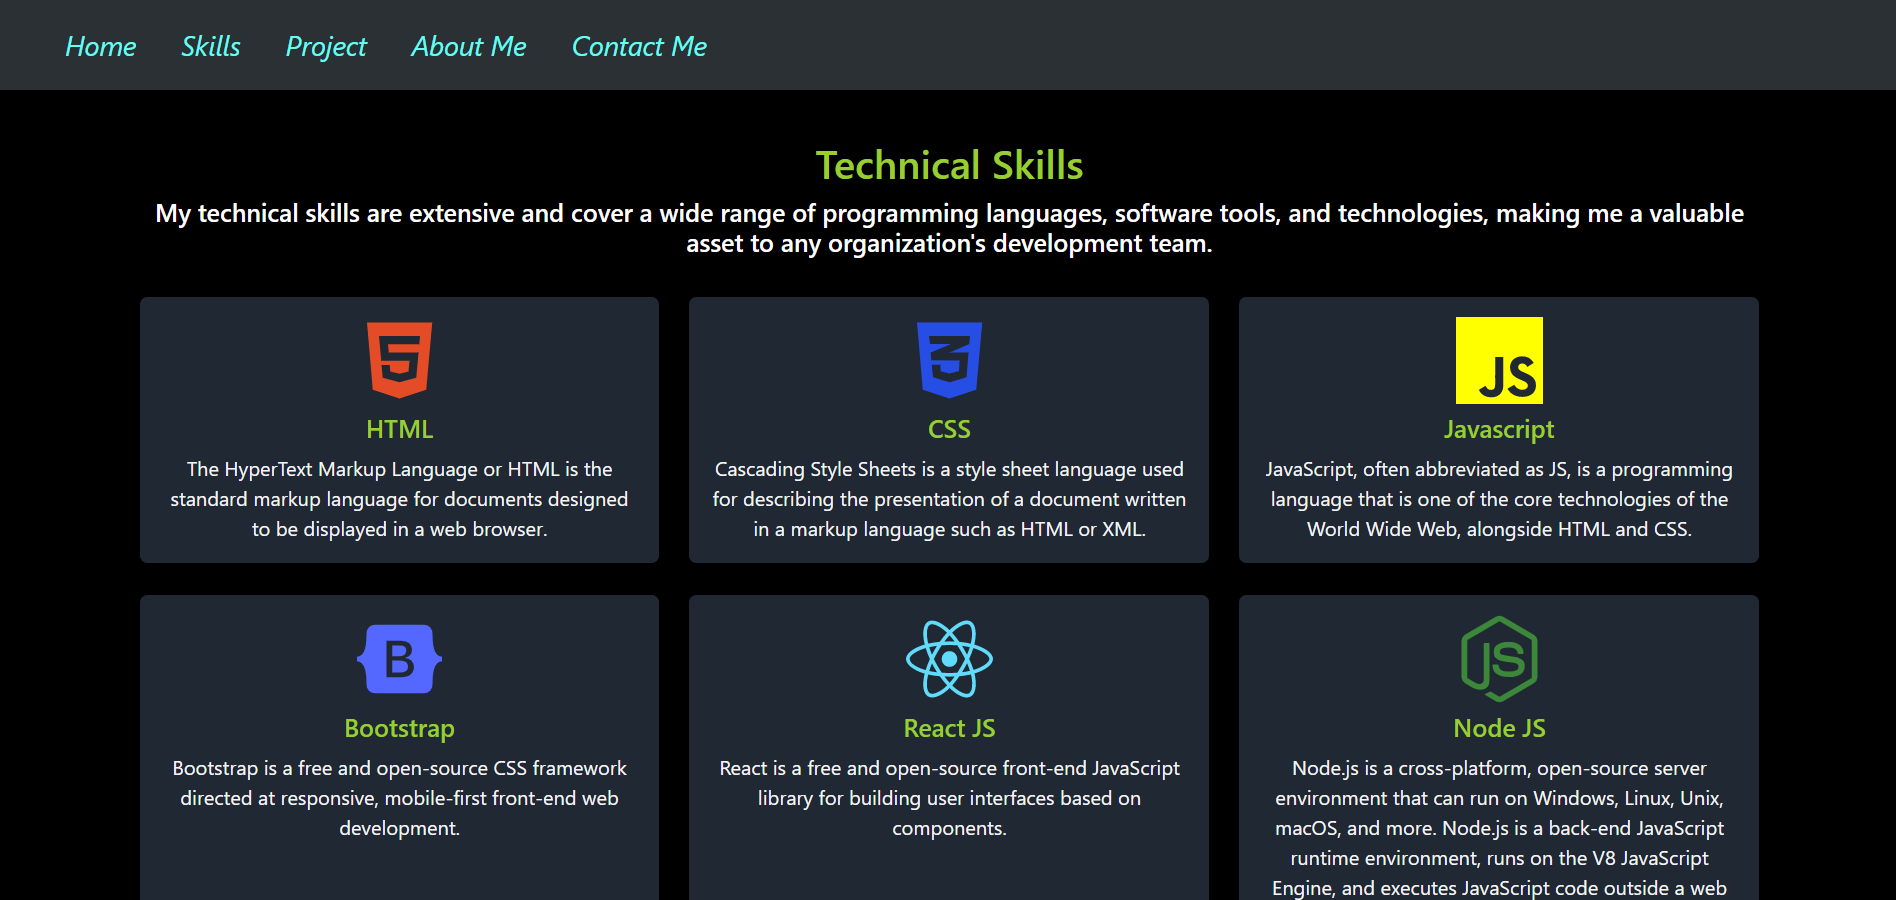 Home Skills Project About Me Contact Me
Technical Skills
My technical skills are extensive and cover a wide range of programming languages, software tools, and technologies, making me a valuable
asset to any organization's development team.
HTML
The HyperText Markup Language or HTML is the
standard markup language for documents designed
to be displayed in a web browser.
3
CSS
Cascading Style Sheets is a style sheet language used
for describing the presentation of a document written
in a markup language such as HTML or XML.
JS
Javascript
JavaScript, often abbreviated as JS, is a programming
language that is one of the core technologies of the
World Wide Web, alongside HTML and CSS.
B
Bootstrap
Bootstrap is a free and open-source CSS framework
directed at responsive, mobile-first front-end web
development.
React JS
React is a free and open-source front-end JavaScript
library for building user interfaces based on
components.
JS
Node JS
Node.js is a cross-platform, open-source server
environment that can run on Windows, Linux, Unix,
macOS, and more. Node.js is a back-end JavaScript
runtime environment, runs on the V8 JavaScript
Engine, and executes JavaScript code outside a web